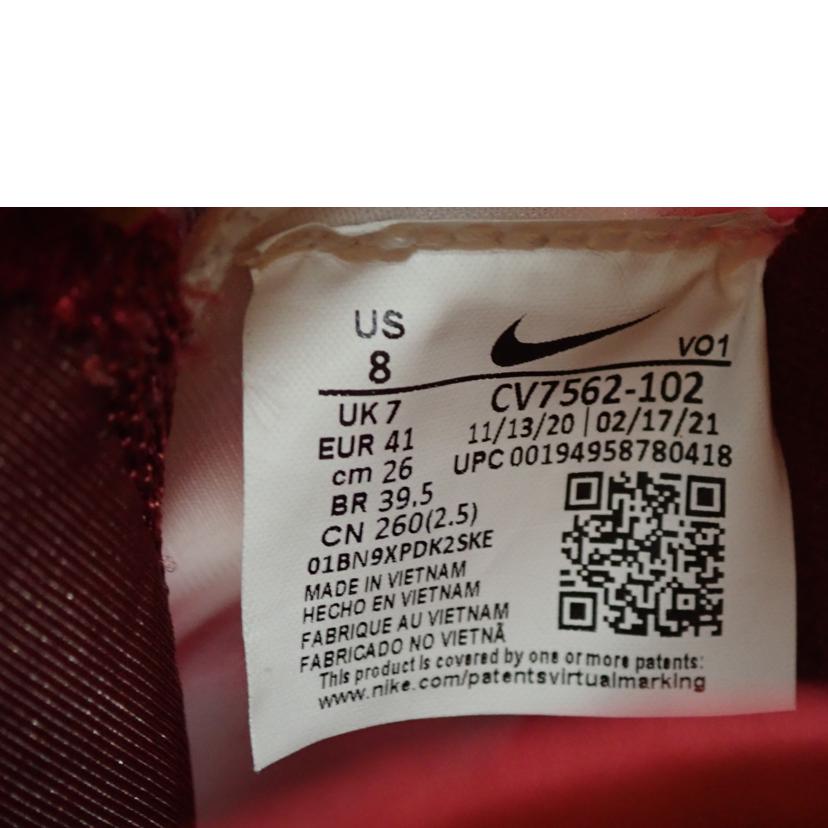 US
8
VO1
UK 7
EUR 41
cm 26
BR 39.5
CN 260(2.5)
CV7562-102
11/13/20 | 02/17/21
UPC 00194958780418
01BN9XPDK2SKE
MADE IN VIETNAM
HECHO EN VIETNAM
FABRIQUE AU VIETNAM
FABRICADO NO VIETNÃ
This product is covered by one or more patents:
www.nike.com/patentsvirtualmarking